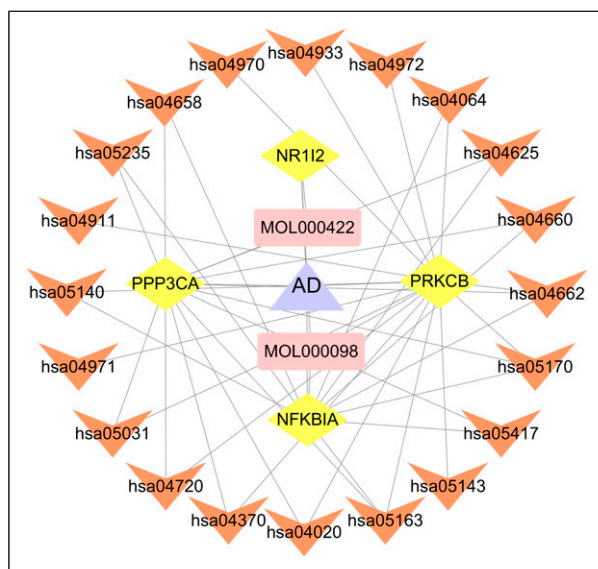 hsa04933
hsa04970
hsa04972
hsa04658
hsa04064
hsa05235
NR1I2
hsa04625
hsa04911
MOL000422
hsa04660
PPP3CA
AD
PRKCB
hsa05140
hsa04662
hsa04971
MOL000098
hsa05170
hsa05031
NFKBIA
hsa05417
hsa04720
hsa05143
hsa04370
hsa04020
hsa05163